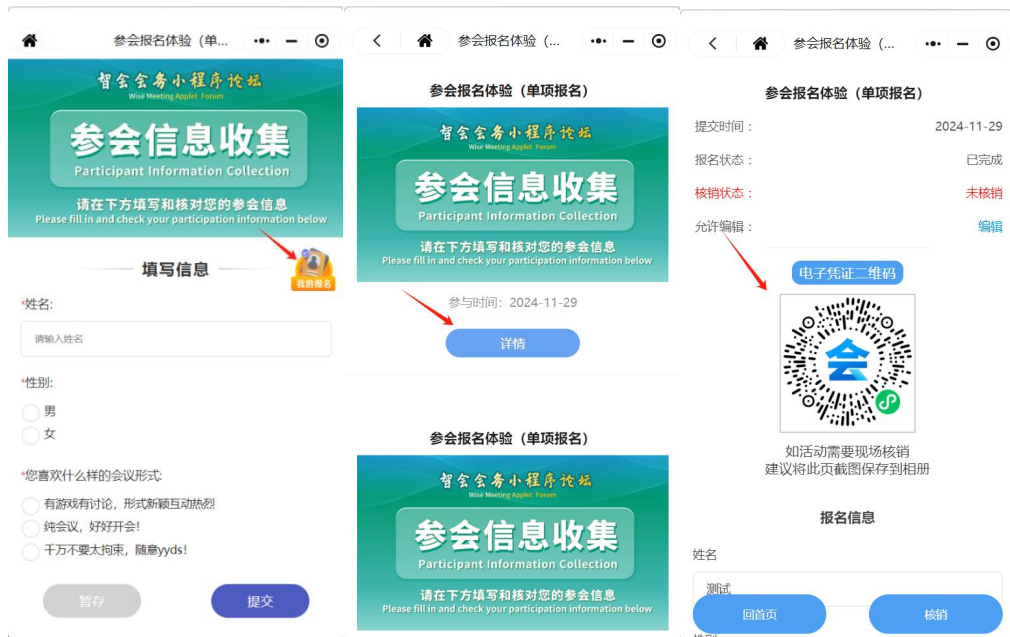 参会报名体验（单...
智会会务小程序论坛
Wise Meeting Applet Forum
参会信息收集
Participant Information Collection
请在下方填写和核对您的参会信息
Please fill in and check your participation information below
填写信息
我的报名
*姓名:
请输入姓名
*性别:
男
女
*您喜欢什么样的会议形式:
有游戏有讨论，形式新颖互动热烈
纯会议，好好开会！
千万不要太拘束，随意yyds！
暂存
提交
参会报名体验（...
参会报名体验（单项报名）
智会会务小程序论坛
Wise Meeting Applet Forum
参会信息收集
Participant Information Collection
请在下方填写和核对您的参会信息
Please fill in and check your participation information below
参与时间：2024-11-29
详情
参会报名体验（单项报名）
智会会务小程序论坛
Wise Meeting Applet Forum
参会信息收集
Participant Information Collection
请在下方填写和核对您的参会信息
Please fill in and check your participation information below
参会报名体验（...
参会报名体验（单项报名）
提交时间： 2024-11-29
报名状态： 已完成
核销状态： 未核销
允许编辑： 编辑
电子凭证二维码
会
如活动需要现场核销
建议将此页截图保存到相册
报名信息
姓名
测试
回首页
核销